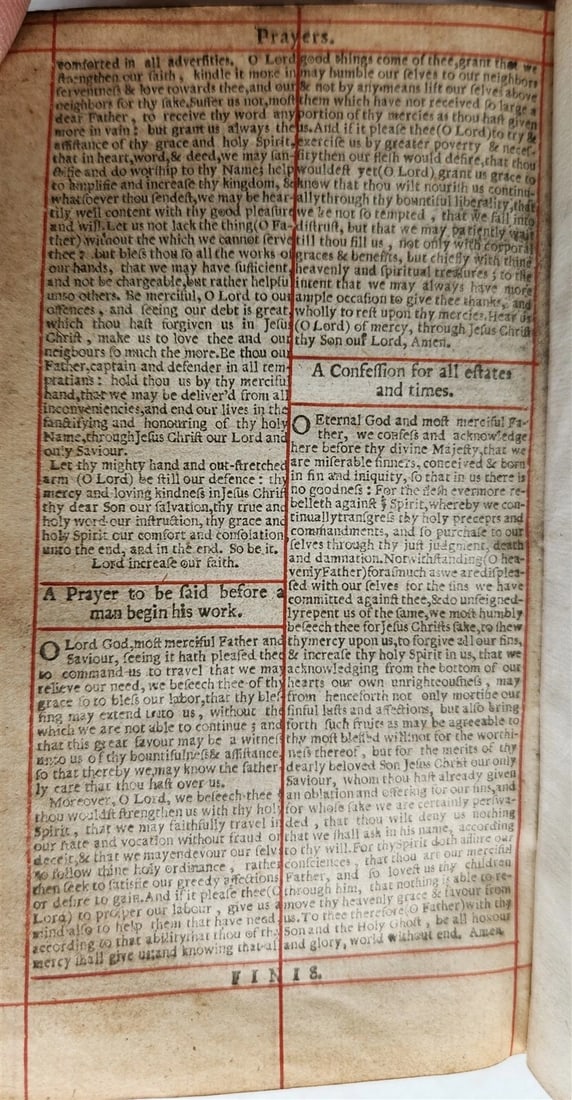 Prayers.
comforted in all adversities. O Lord
strengthen our faith, kindle it more in
ferventness & love towards thee, and our
neighbors for thy sake. Suffer us not, most
dear Father, to receive thy word any
more in vain: but grant us always the
assistance of thy grace and holy Spirit,
that in heart, word, & deed, we may san-
ctifie and do worship to thy Name; help
to amplifie and increase thy kingdom, &
whatsoever thou sendest, we may be hear-
tily well content with thy good pleasure
and will. Let us not lack the thing (O Fa-
ther) without the which we cannot serve
thee; but bless thou so all the works of
our hands, that we may have sufficient,
and not be chargeable, but rather helpful
unto others. Be merciful, O Lord to our
offences, and seeing our debt is great,
which thou hast forgiven us in Jesus
Christ, make us to love thee and our
neighbours so much the more. Be thou our
Father, captain and defender in all tem-
ptatians: hold thou us by thy merciful
hand, that we may be deliver'd from all
inconveniencies, and end our lives in the
sanctifying and honouring of thy holy
Name, through Jesus Christ our Lord and
only Saviour.
Let thy mighty hand and out-stretched
arm (O Lord) be still our defence: thy
mercy and loving kindness in Jesus Christ
thy dear Son our salvation, thy true and
holy word our instruction, thy grace and
holy Spirit our comfort and consolation
unto the end, and in the end. So be it.
Lord increase our faith.
A Prayer to be said before a
man begin his work.
O Lord God, most merciful Father and
Saviour, seeing it hath pleased thee
to command us to travel that we may
relieve our need, we beseech thee of thy
grace so to bless our labor, that thy bles-
sing may extend unto us, without the
which we are not able to continue; and
that this great favour may be a witness
unto us of thy bountifulness & assistance,
so that thereby we may know the father-
ly care that thou hast over us.
Moreover, O Lord, we beseech thee
thou wouldst strengthen us with thy holy
Spirit, that we may faithfully travel in
our state and vocation without fraud or
deceit, & that we may endevour our selvs
to follow thine holy ordinance, rather
then seek to satisfie our greedy affections
or desire to gain. And if it please thee (O
Lord) to prosper our labour, give us a
mind also to help them that have need,
according to that ability that thou of thy
mercy shall give us: and knowing that all
good things come of thee, grant that we
may humble our selves to our neighbors
& not by any means lift our selves above
them which have not received so large a
portion of thy mercies as thou hast given
us. And if it please thee (O Lord) to try &
exercise us by greater poverty & neces-
sity then our flesh would desire, that thou
wouldest yet (O Lord) grant us grace to
know that thou wilt nourish us continu-
ally through thy bountiful liberality, that
we be not so tempted, that we fall into
distrust, but that we may patiently wait
till thou fill us, not only with corporal
graces & benefits, but chiefly with thine
heavenly and spiritual treasures; to the
intent that we may always have more
ample occasion to give thee thanks, and
wholly to rest upon thy mercies. Hear us
(O Lord) of mercy, through Jesus Christ
thy Son our Lord, Amen.
A Confession for all estates
and times.
O Eternal God and most merciful Fa-
ther, we confess and acknowledge
here before thy divine Majesty, that we
are miserable sinners, conceived & born
in sin and iniquity, so that in us there is
no goodness: For the flesh evermore re-
belleth against yͤ Spirit, whereby we con-
tinually transgress thy holy precepts and
commandments, and so purchase to our
selves through thy just judgment, death
and damnation. Notwithstanding (O hea-
venly Father) forasmuch as we are displea-
sed with our selves for the sins we have
committed against thee, & do unfeigned-
ly repent us of the same, we most humbly
beseech thee for Jesus Christs sake, to shew
thy mercy upon us, to forgive all our sins,
& increase thy holy Spirit in us, that we
acknowledging from the bottom of our
hearts our own unrighteousness, may
from henceforth not only mortifie our
sinful lusts and affections, but also bring
forth such fruits as may be agreeable to
thy most blessed will: not for the worthi-
ness thereof, but for the merits of thy
dearly beloved Son Jesus Christ our only
Saviour, whom thou hast already given
an oblation and offering for our sins, and
for whose sake we are certainly perswa-
ded, that thou wilt deny us nothing
that we shall ask in his name, according
to thy will. For thy Spirit doth assure our
consciences, that thou are our merciful
Father, and so lovest us thy children
through him, that nothing is able to re-
move thy heavenly grace & favour from
us. To thee therefore (O Father) with thy
Son and the Holy Ghost, be all honour
and glory, world without end. Amen.
FINIS.